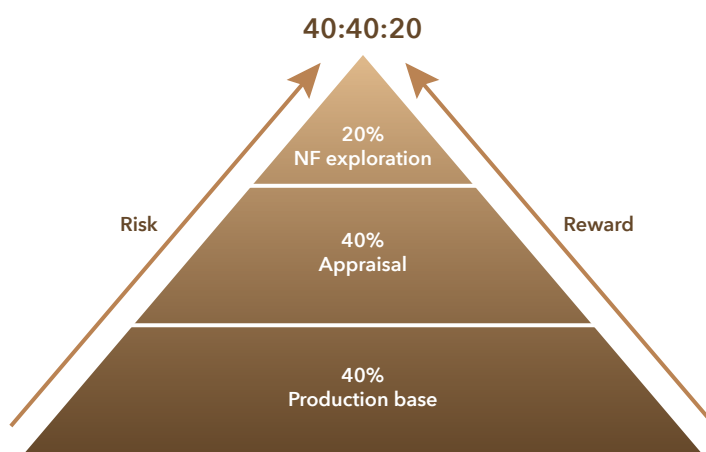 40:40:20
20%
NF exploration
Risk
Reward
40%
Appraisal
40%
Production base